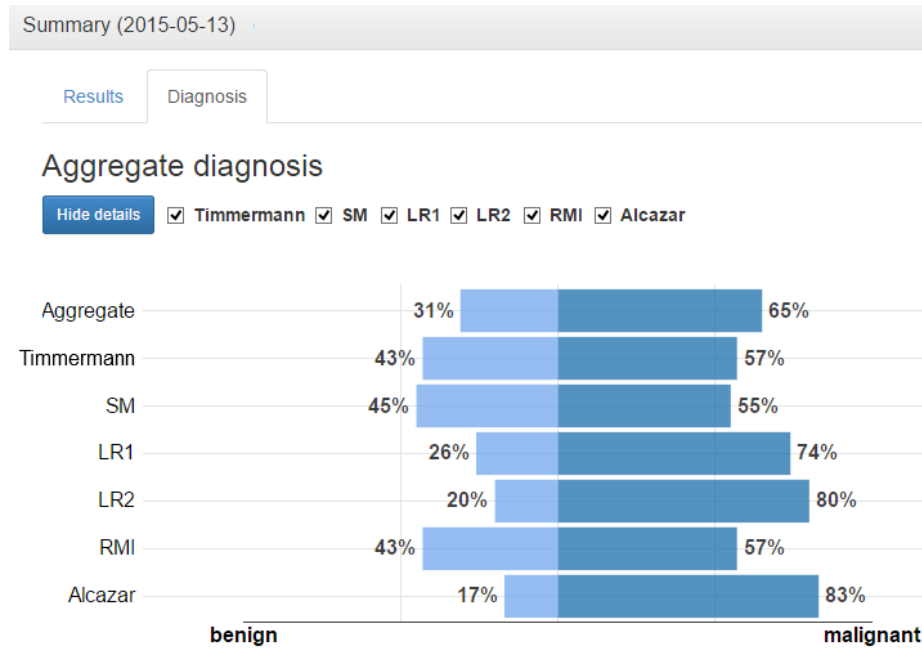 Summary (2015-05-13)
Results Diagnosis
Aggregate diagnosis
Hide details Timmermann SM LR1 LR2 RMI Alcazar
Aggregate 31% 65%
Timmermann 43% 57%
SM 45% 55%
LR1 26% 74%
LR2 20% 80%
RMI 43% 57%
Alcazar 17% 83%
benign malignant